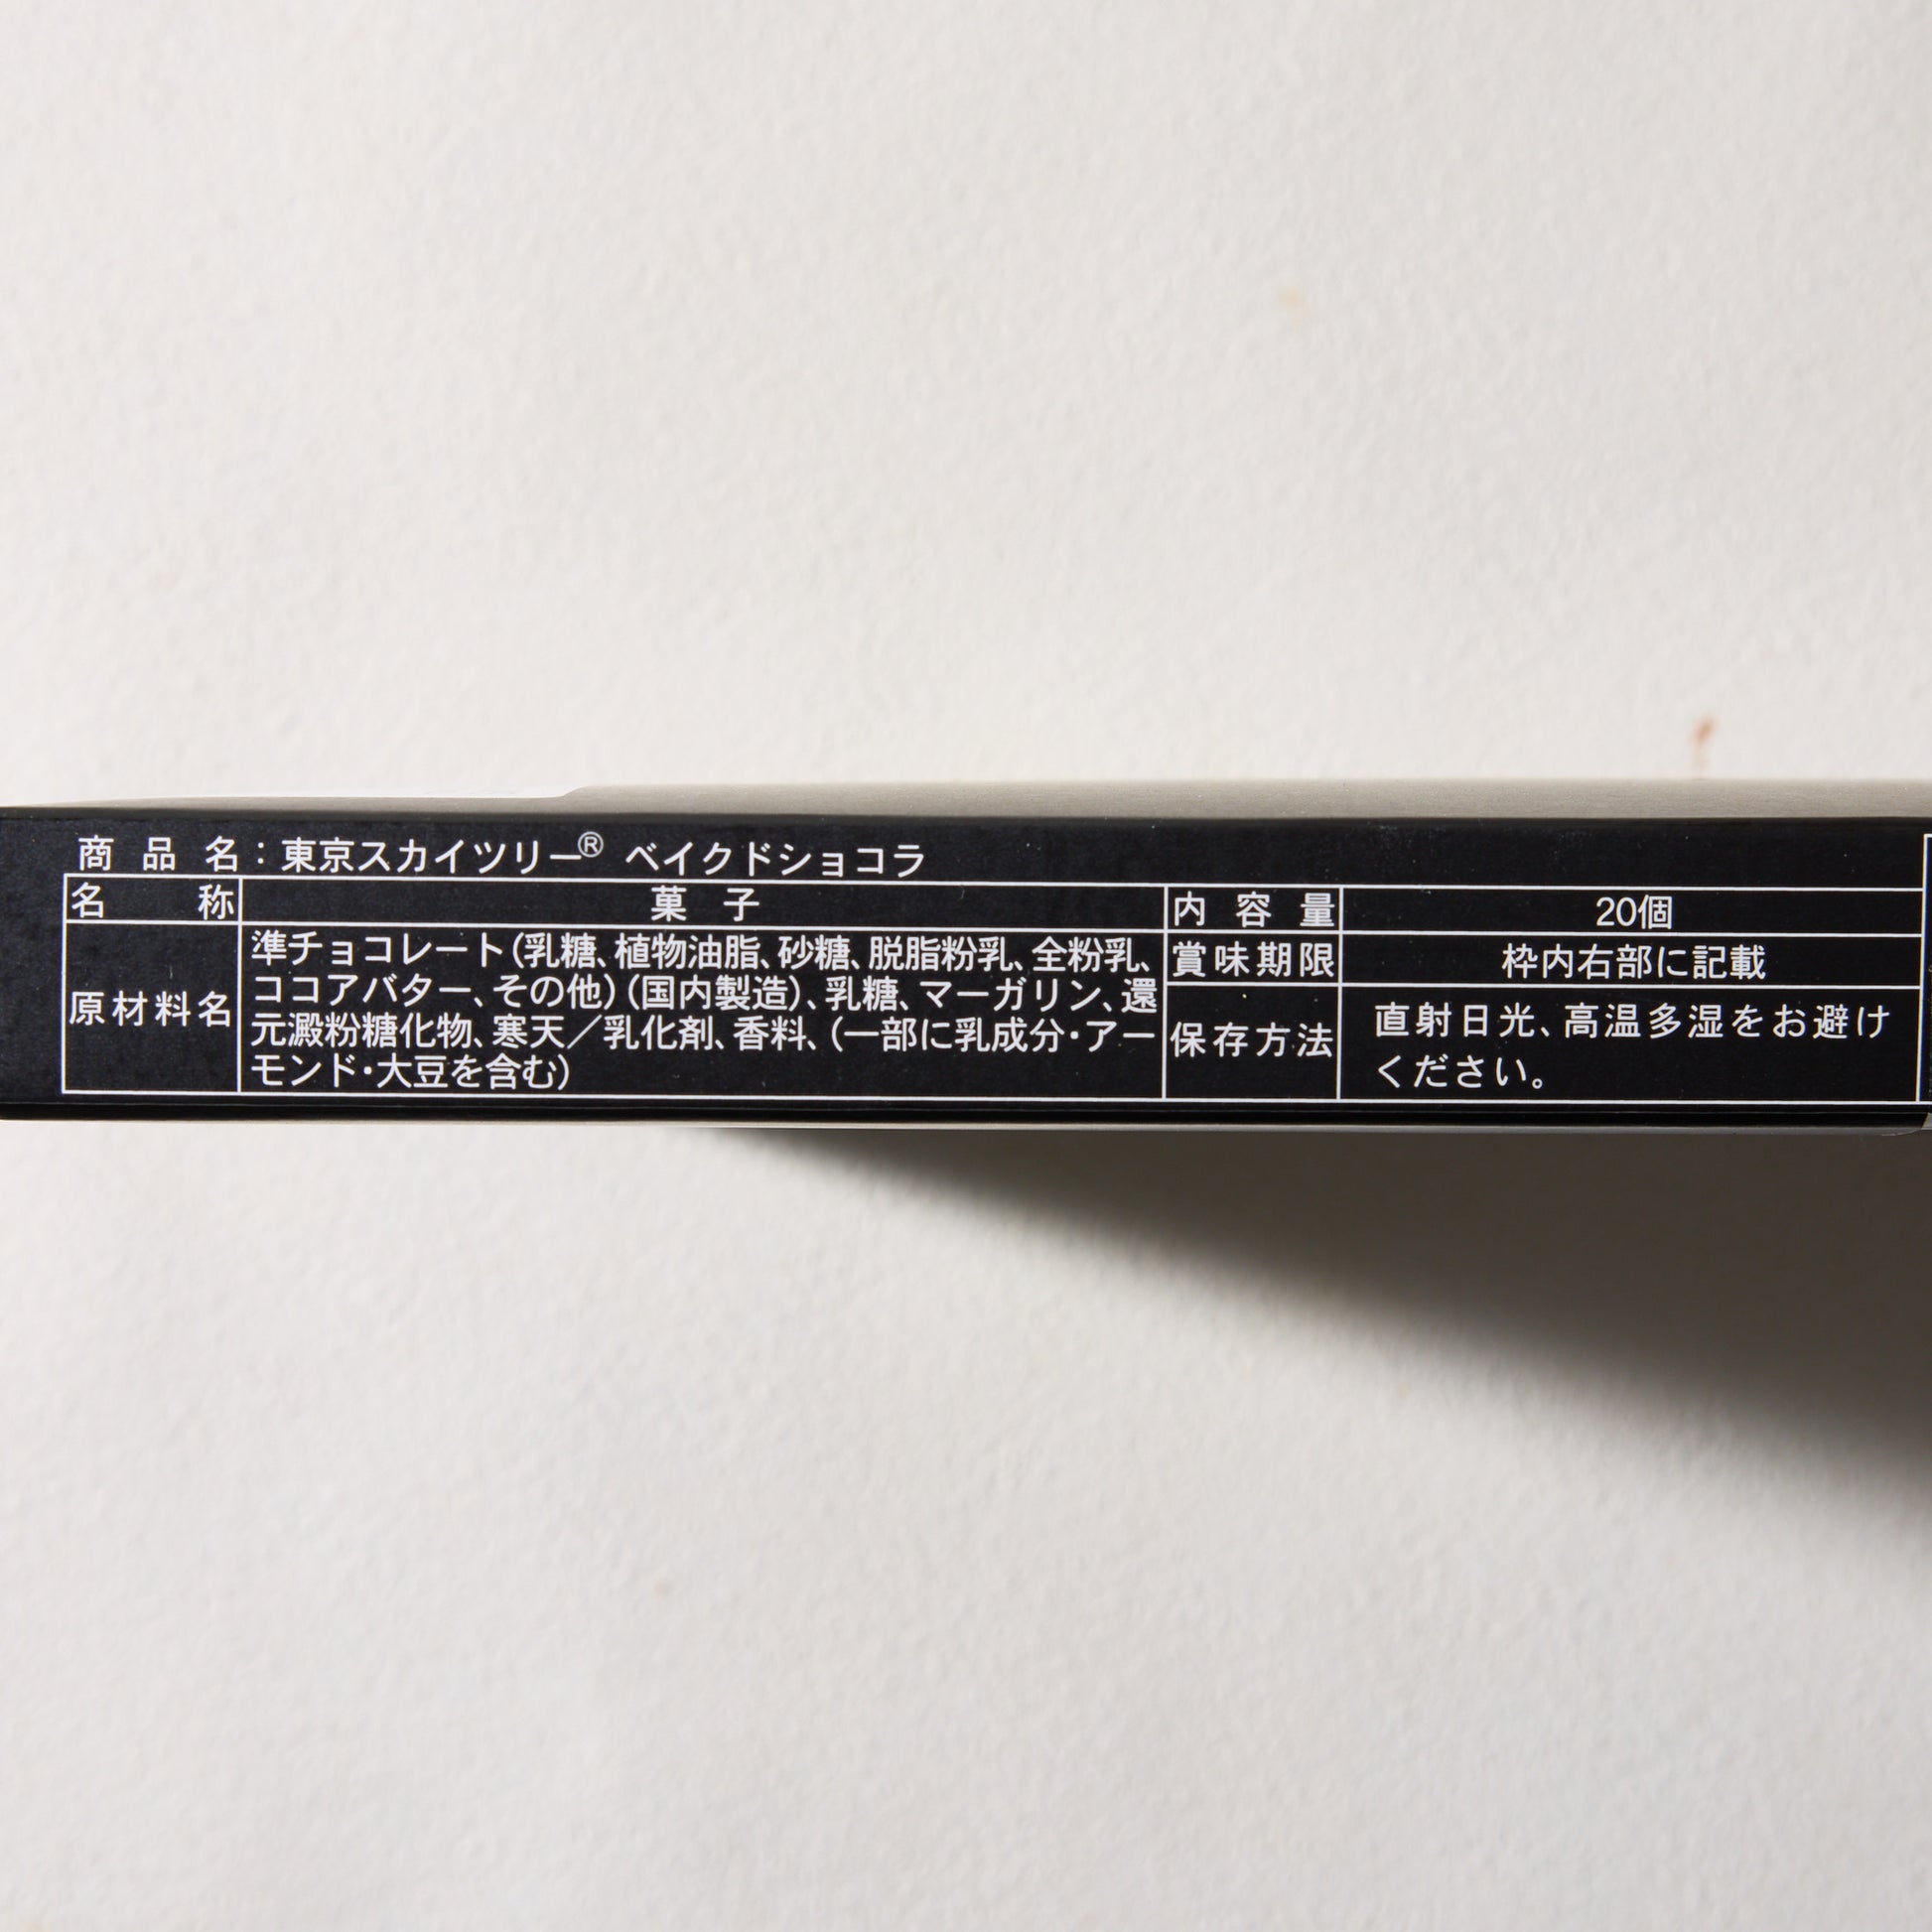 商品名：東京スカイツリー® ベイクドショコラ
名称 菓子
原材料名 準チョコレート(乳糖、植物油脂、砂糖、脱脂粉乳、全粉乳、
ココアバター、その他)(国内製造)、乳糖、マーガリン、還
元澱粉糖化物、寒天／乳化剤、香料、(一部に乳成分・アー
モンド・大豆を含む)
内容量 20個
賞味期限 枠内右部に記載
保存方法 直射日光、高温多湿をお避け
ください。